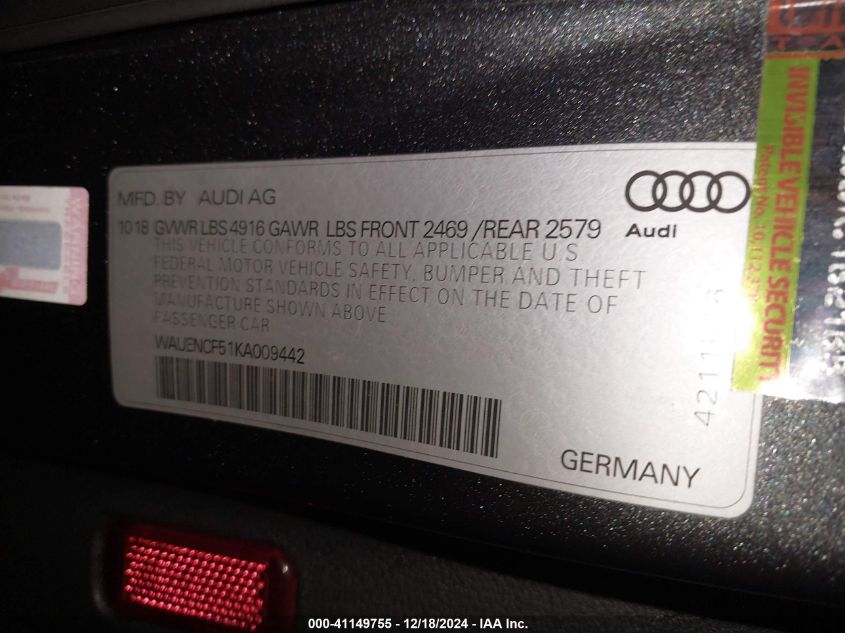 MFD. BY AUDI AG
10 18 GVWR LBS 4916 GAWR LBS FRONT 2469 /REAR 2579
THIS VEHICLE CONFORMS TO ALL APPLICABLE U.S
FEDERAL MOTOR VEHICLE SAFETY, BUMPER AND THEFT
PREVENTION STANDARDS IN EFFECT ON THE DATE OF
MANUFACTURE SHOWN ABOVE.
PASSENGER CAR
WAUENCF51KA009442
Audi
GERMANY
INVISIBLE VEHICLE SECURITY
000-41149755 - 12/18/2024 - IAA Inc.